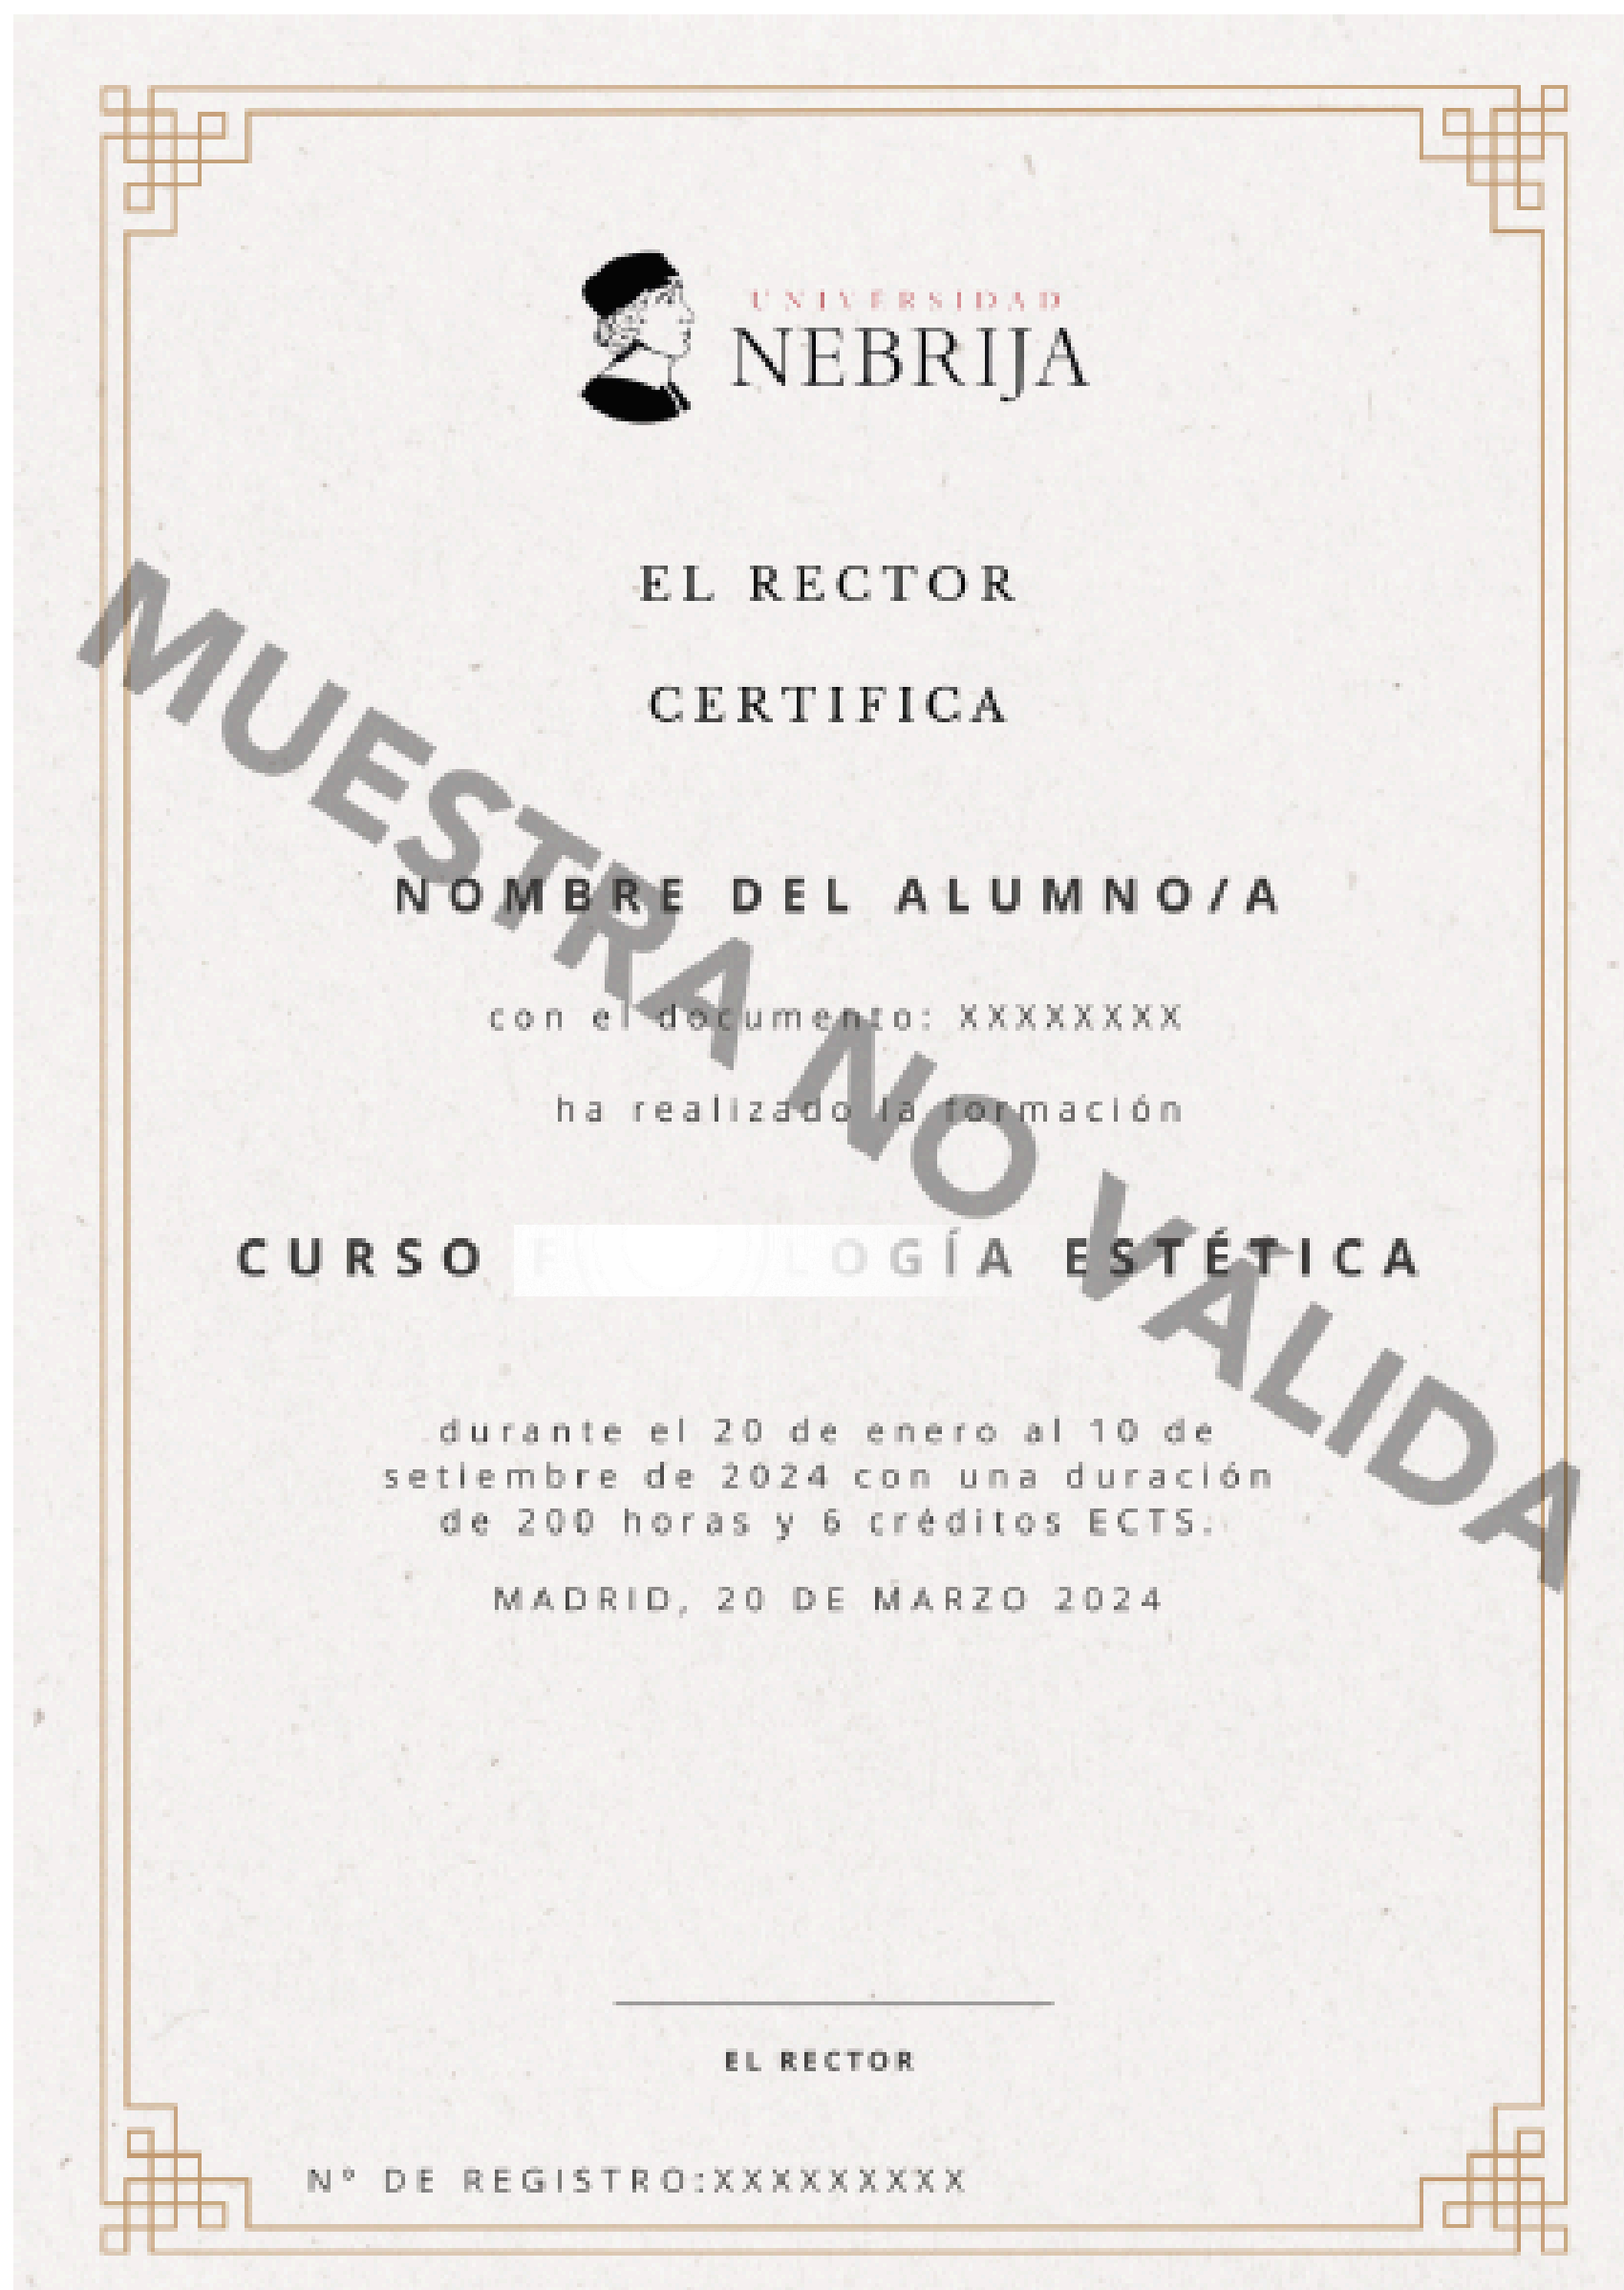 UNIVERSIDAD
NEBRIJA
EL RECTOR
CERTIFICA
NOMBRE DEL ALUMNO/A
con el documento: XXXXXXXX
ha realizado la formación
CURSO ESTÉTICA
durante el 20 de enero al 10 de
setiembre de 2024 con una duración
de 200 horas y 6 créditos ECTS.
MADRID, 20 DE MARZO 2024
EL RECTOR
Nº DE REGISTRO:XXXXXXXXX
MUESTRA NO VALIDA